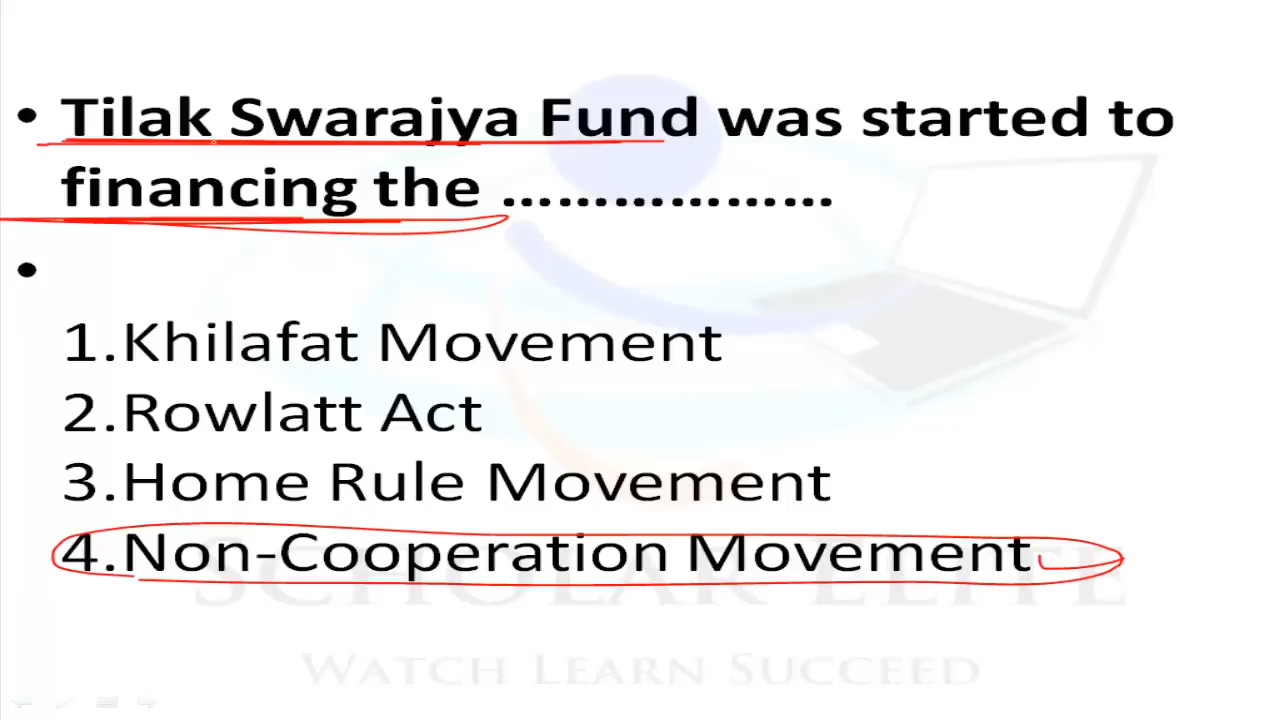 • Tilak Swarajya Fund was started to
financing the ………………
•
1.Khilafat Movement
2.Rowlatt Act
3.Home Rule Movement
4.Non-Cooperation Movement
SCHOLAR ELITE
WATCH LEARN SUCCEED